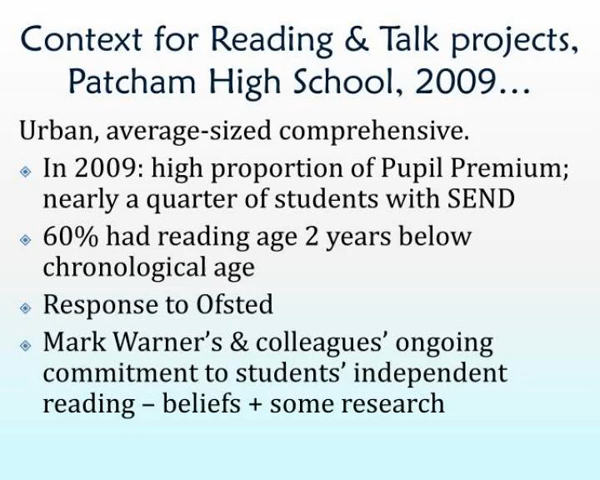 Context for Reading & Talk projects,
Patcham High School, 2009…
Urban, average-sized comprehensive.
In 2009: high proportion of Pupil Premium;
nearly a quarter of students with SEND
60% had reading age 2 years below
chronological age
Response to Ofsted
Mark Warner’s & colleagues’ ongoing
commitment to students’ independent
reading – beliefs + some research